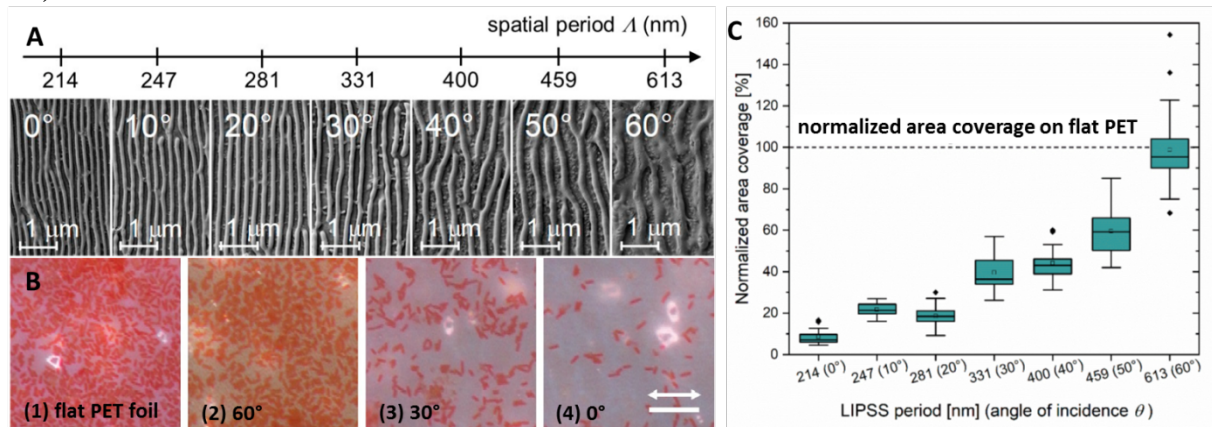 A
spatial period Λ (nm)
214 247 281 331 400 459 613
0° 10° 20° 30° 40° 50° 60°
1 μm 1 μm 1 μm 1 μm 1 μm 1 μm 1 μm
B
(1) flat PET foil (2) 60° (3) 30° (4) 0°
C
Normalized area coverage [%]
160
140
120
100
80
60
40
20
0
normalized area coverage on flat PET
214 (0°) 247 (10°) 281 (20°) 331 (30°) 400 (40°) 459 (50°) 613 (60°)
LIPSS period [nm] (angle of incidence θ )